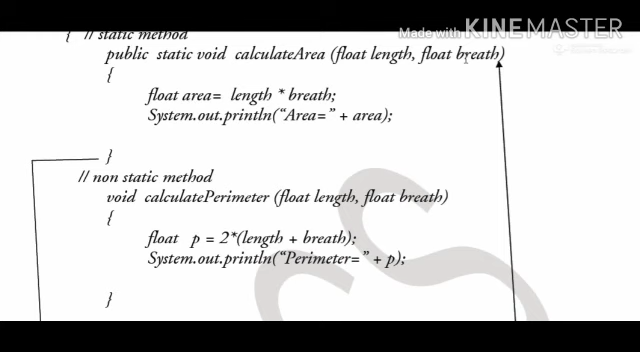 Made with KINEMASTER
{ // static method
public static void calculateArea (float length, float breath)
{
float area= length * breath;
System.out.println(“Area=” + area);
}
// non static method
void calculatePerimeter (float length, float breath)
{
float p = 2*(length + breath);
System.out.println(“Perimeter=” + p);
}